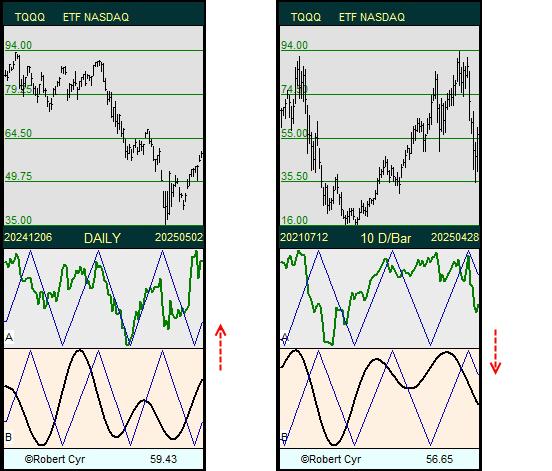 TQQQ ETF NASDAQ
94.00
79.25
64.50
49.75
35.00
20241206 DAILY 20250502
A
B
©Robert Cyr 59.43
TQQQ ETF NASDAQ
94.00
74.50
55.00
35.50
16.00
20210712 10 D/Bar 20250428
A
B
©Robert Cyr 56.65